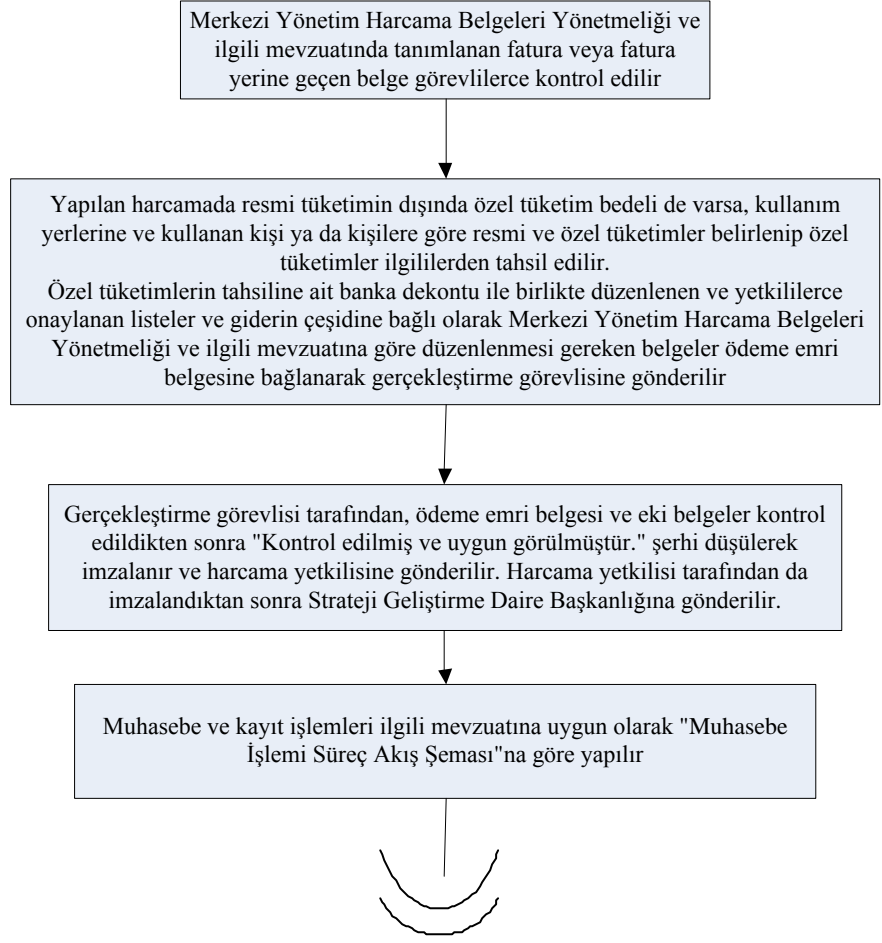 Merkezi Yönetim Harcama Belgeleri Yönetmeliği ve
ilgili mevzuatında tanımlanan fatura veya fatura
yerine geçen belge görevlilerce kontrol edilir
Yapılan harcamada resmi tüketimin dışında özel tüketim bedeli de varsa, kullanım
yerlerine ve kullanan kişi ya da kişilere göre resmi ve özel tüketimler belirlenip özel
tüketimler ilgililerden tahsil edilir.
Özel tüketimlerin tahsiline ait banka dekontu ile birlikte düzenlenen ve yetkililerce
onaylanan listeler ve giderin çeşidine bağlı olarak Merkezi Yönetim Harcama Belgeleri
Yönetmeliği ve ilgili mevzuatına göre düzenlenmesi gereken belgeler ödeme emri
belgesine bağlanarak gerçekleştirme görevlisine gönderilir
Gerçekleştirme görevlisi tarafından, ödeme emri belgesi ve eki belgeler kontrol
edildikten sonra "Kontrol edilmiş ve uygun görülmüştür." şerhi düşülerek
imzalanır ve harcama yetkilisine gönderilir. Harcama yetkilisi tarafından da
imzalandıktan sonra Strateji Geliştirme Daire Başkanlığına gönderilir.
Muhasebe ve kayıt işlemleri ilgili mevzuatına uygun olarak "Muhasebe
İşlemi Süreç Akış Şeması"na göre yapılır